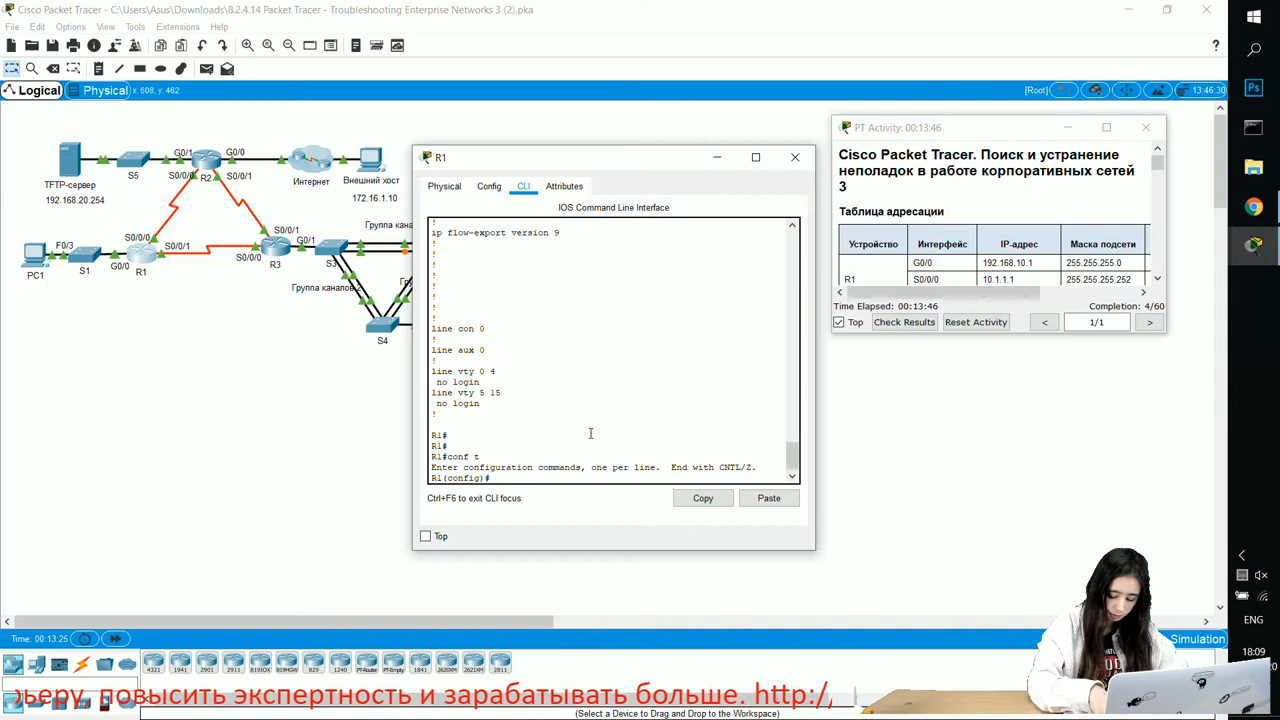 Cisco Packet Tracer - C:\Users\Asus\Downloads\8.2.4.14 Packet Tracer - Troubleshooting Enterprise Networks 3 (2).pka
File Edit Options View Tools Extensions Help
?
Logical Physical x: 608, y: 462 [Root] 13:46:30
TFTP-сервер
192.168.20.254
S5
G0/1
G0/0
S0/0/0
R2
S0/0/1
Интернет
Внешний хост
172.16.1.10
PC1
F0/3
S1
G0/0
R1
S0/0/0
S0/0/1
S0/0/1
S0/0/0
R3
G0/1
S3
Группа кана
Группа каналов 2
Гру
S4
R1
Physical Config CLI Attributes
IOS Command Line Interface
!
ip flow-export version 9
!
!
!
!
!
!
!
!
line con 0
!
line aux 0
!
line vty 0 4
no login
line vty 5 15
no login
!
R1#
R1#
R1#conf t
Enter configuration commands, one per line. End with CNTL/Z.
R1(config)#
Ctrl+F6 to exit CLI focus Copy Paste
Top
PT Activity: 00:13:46
Cisco Packet Tracer. Поиск и устранение
неполадок в работе корпоративных сетей
3
Таблица адресации
Устройство Интерфейс IP-адрес Маска подсети
R1 G0/0 192.168.10.1 255.255.255.0
S0/0/0 10.1.1.1 255.255.255.252
Time Elapsed: 00:13:46 Completion: 4/60
Top Check Results Reset Activity < 1/1 >
Ps
ENG
18:09
20
Time: 00:13:25 Simulation
4321 1941 2901 2911 819IOX 819HGW 829 1240 PT-Router PT-Empty 1841 2620XM 2621XM 2811
ьеру, повысить экспертность и зарабатывать больше. http:/
(Select a Device to Drag and Drop to the Workspace)